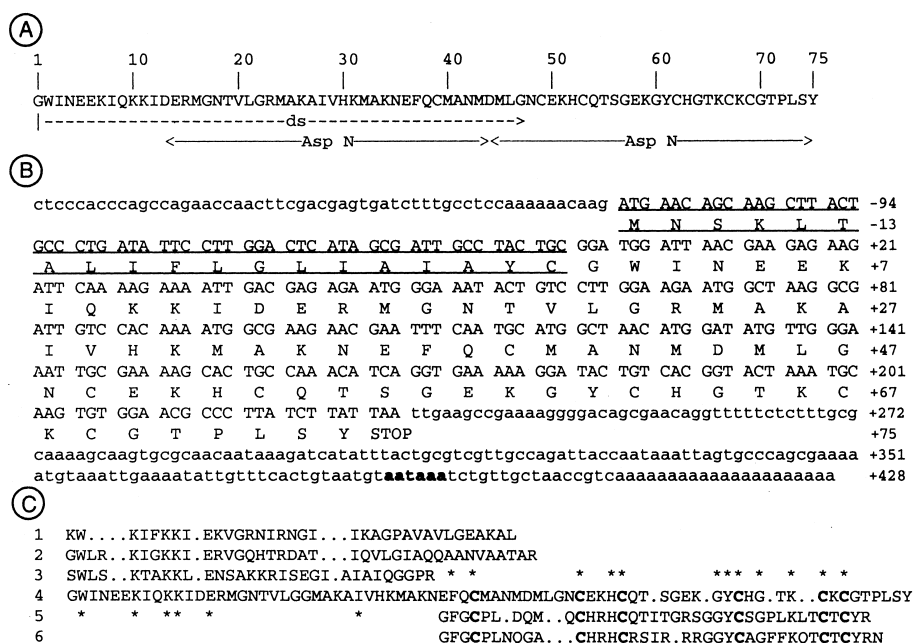 A
1 10 20 30 40 50 60 70 75
GWINEEKIQKKIDERMGNTVLGRMAKAIVHKMAKNEFQCMANMDMLGNCEKHCQTSGEKGYCHGTKCKCGTPLSY
|--------------------ds-------------------->
<————Asp N————><————Asp N————>
B
ctcccacccagccagaaccaacttcgacgagtgatctttgcctccaaaaaacaag ATG AAC AGC AAG CTT ACT -94
M N S K L T -13
GCC CTG ATA TTC CTT GGA CTC ATA GCG ATT GCC TAC TGC GGA TGG ATT AAC GAA GAG AAG +21
A L I F L G L I A I A Y C G W I N E E K +7
ATT CAA AAG AAA ATT GAC GAG AGA ATG GGA AAT ACT GTC CTT GGA AGA ATG GCT AAG GCG +81
I Q K K I D E R M G N T V L G R M A K A +27
ATT GTC CAC AAA ATG GCG AAG AAC GAA TTT CAA TGC ATG GCT AAC ATG GAT ATG TTG GGA +141
I V H K M A K N E F Q C M A N M D M L G +47
AAT TGC GAA AAG CAC TGC CAA ACA TCA GGT GAA AAA GGA TAC TGT CAC GGT ACT AAA TGC +201
N C E K H C Q T S G E K G Y C H G T K C +67
AAG TGT GGA ACG CCC TTA TCT TAT TAA ttgaagccgaaaaggggacagcgaacaggtttttctctttgcg +272
K C G T P L S Y STOP +75
caaaagcaagtgcgcaacaataaagatcatatttactgcgtcgttgccagattaccaataaattagtgcccagcgaaaa +351
atgtaaattgaaaatattgtttcactgtaatgtaataaatctgttgctaaccgtcaaaaaaaaaaaaaaaaaaaaa +428
C
1 KW....KIFKKI.EKVGRNIRNGI...IKAGPAVAVLGEAKAL
2 GWLR..KIGKKI.ERVGQHTRDAT...IQVLGIAQQAANVAATAR
3 SWLS..KTAKKL.ENSAKKRISEGI.AIAIQGGPR * * * ** *** * * *
4 GWINEEKIQKKIDERMGNTVLGGMAKAIVHKMAKNEFQCMANMDMLGNCEKHCQT.SGEK.GYCHG.TK..CKCGTPLSY
5 * * ** * * GFGCPL.DQM..QCHRHCQTITGRSGGYCSGPLKLTCTCYR
6 GFGCPLNOGA...CHRHCRSIR.RRGGYCAGFFKOTCTCYRN